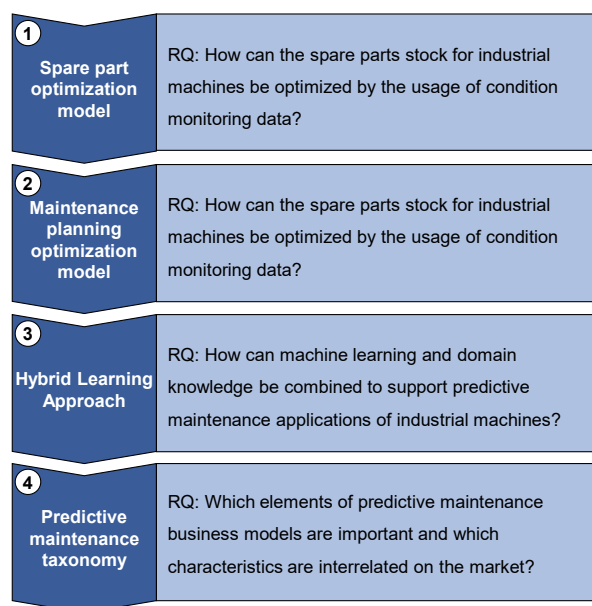 1
Spare part
optimization
model
RQ: How can the spare parts stock for industrial
machines be optimized by the usage of condition
monitoring data?
2
Maintenance
planning
optimization
model
RQ: How can the spare parts stock for industrial
machines be optimized by the usage of condition
monitoring data?
3
Hybrid Learning
Approach
RQ: How can machine learning and domain
knowledge be combined to support predictive
maintenance applications of industrial machines?
4
Predictive
maintenance
taxonomy
RQ: Which elements of predictive maintenance
business models are important and which
characteristics are interrelated on the market?